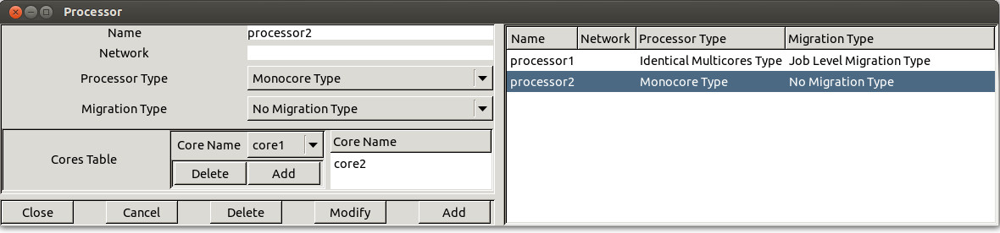 Processor
Name processor2
Network
Processor Type Monocore Type
Migration Type No Migration Type
Cores Table
Core Name core1
Delete Add
Core Name
core2
Close Cancel Delete Modify Add
Name Network Processor Type Migration Type
processor1 Identical Multicores Type Job Level Migration Type
processor2 Monocore Type No Migration Type